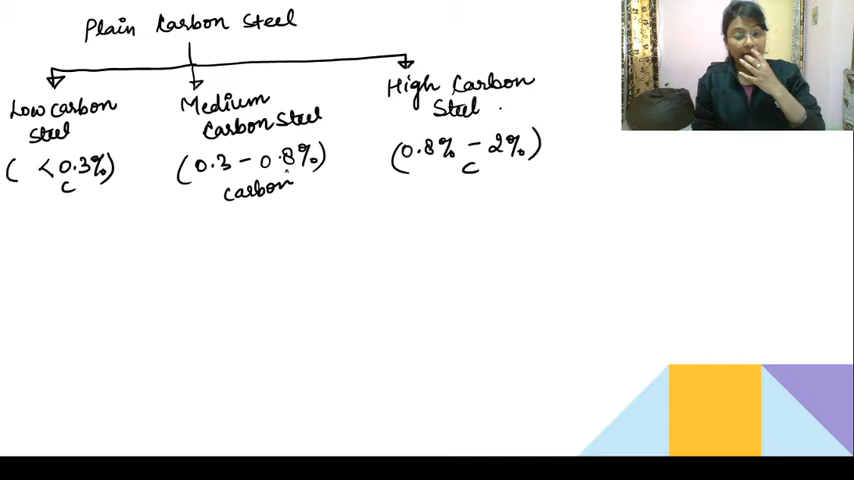 Plain Carbon Steel
Low carbon
Steel
( < 0.3%)
C
Medium
Carbon Steel
(0.3 - 0.8%)
carbon
High Carbon
Steel .
(0.8% - 2%)
C